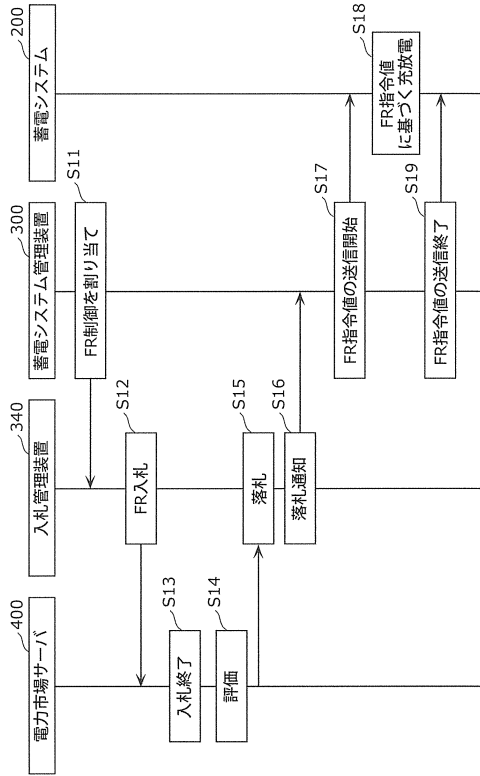 電力市場サーバ
400
入札管理装置
340
蓄電システム管理装置
300
蓄電システム
200
S11
FR制御を割り当て
S12
FR入札
S13
入札終了
S14
評価
S15
落札
S16
落札通知
S17
FR指令値の送信開始
S18
FR指令値
に基づく充放電
S19
FR指令値の送信終了